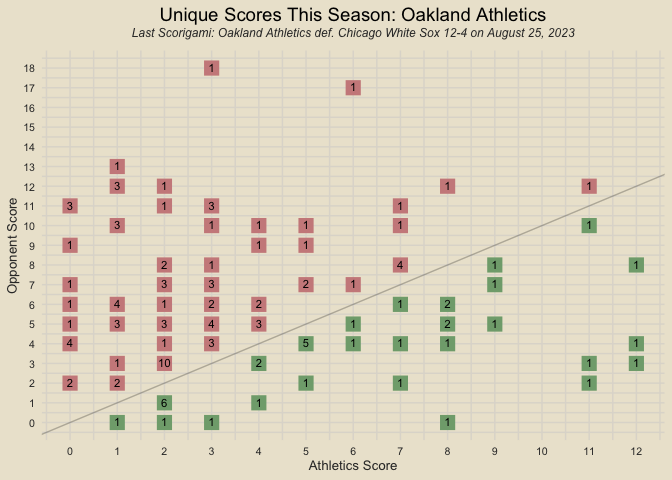 Unique Scores This Season: Oakland Athletics
Last Scorigami: Oakland Athletics def. Chicago White Sox 12-4 on August 25, 2023
18 1
17 1
16
15
14
13 1
12 3 1 1 1
11 3 1 3 1
10 3 1 1 1 1 1
9 1 1 1
8 2 1 4 1 1
7 1 3 3 2 1 1
6 1 4 1 2 2 1 2
5 1 3 3 4 3 1 2 1
4 4 1 3 5 1 1 1 1
3 1 10 2 1 1
2 2 2 1 1 1
1 6 1
0 1 1 1 1
0 1 2 3 4 5 6 7 8 9 10 11 12
Opponent Score
Athletics Score